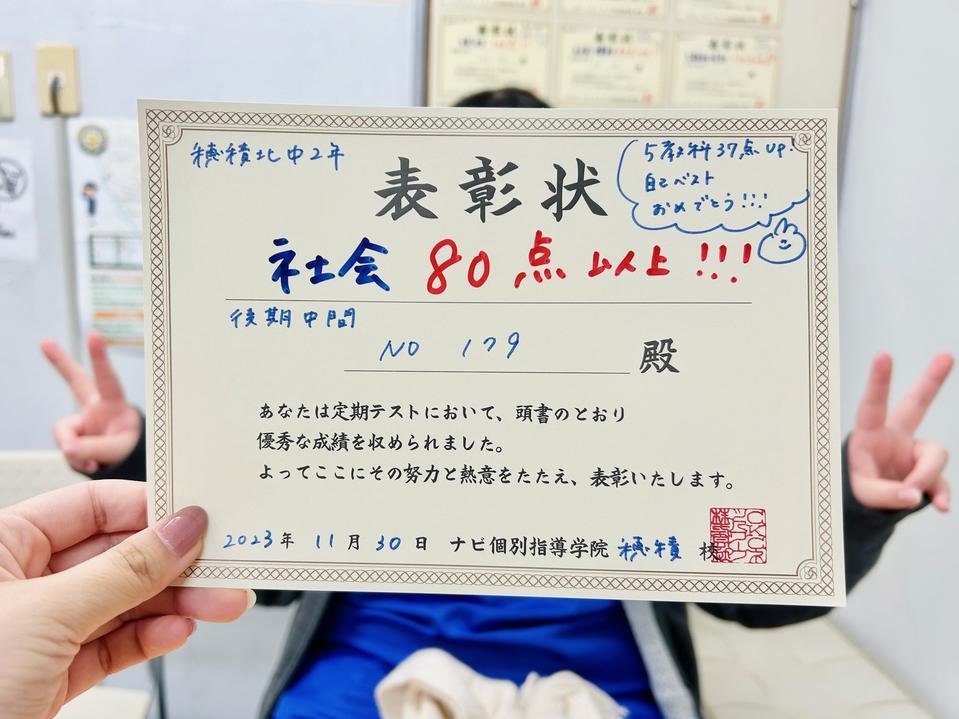 穂積北中2年
表彰状
5教科37点UP!
自己ベスト
おめでとう!!!
社会 80点以上!!!
後期中間
NO 179
殿
あなたは定期テストにおいて、頭書のとおり
優秀な成績を収められました。
よってここにその努力と熱意をたたえ、表彰いたします。
2023年 11月 30日 ナビ個別指導学院 穂積 校